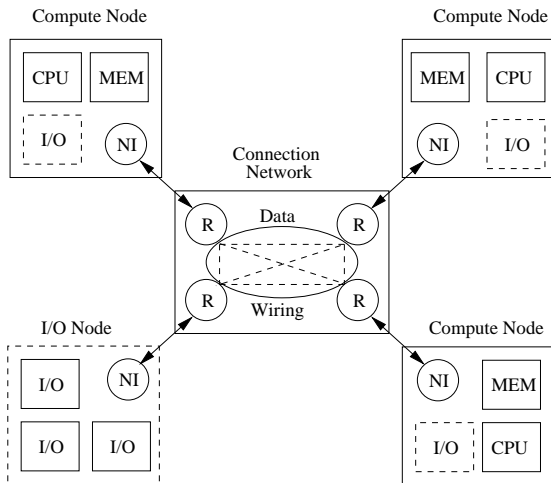 Compute Node
CPU
MEM
I/O
NI
Compute Node
MEM
CPU
NI
I/O
Connection
Network
R
Data
R
R
Wiring
R
I/O Node
I/O
NI
I/O
I/O
Compute Node
NI
MEM
I/O
CPU